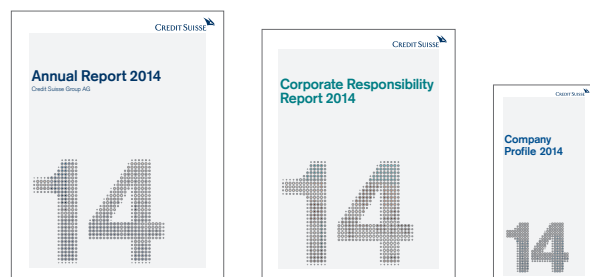 CREDIT SUISSE
Annual Report 2014
Credit Suisse Group AG
14
CREDIT SUISSE
Corporate Responsibility
Report 2014
14
CREDIT SUISSE
Company
Profile 2014
14